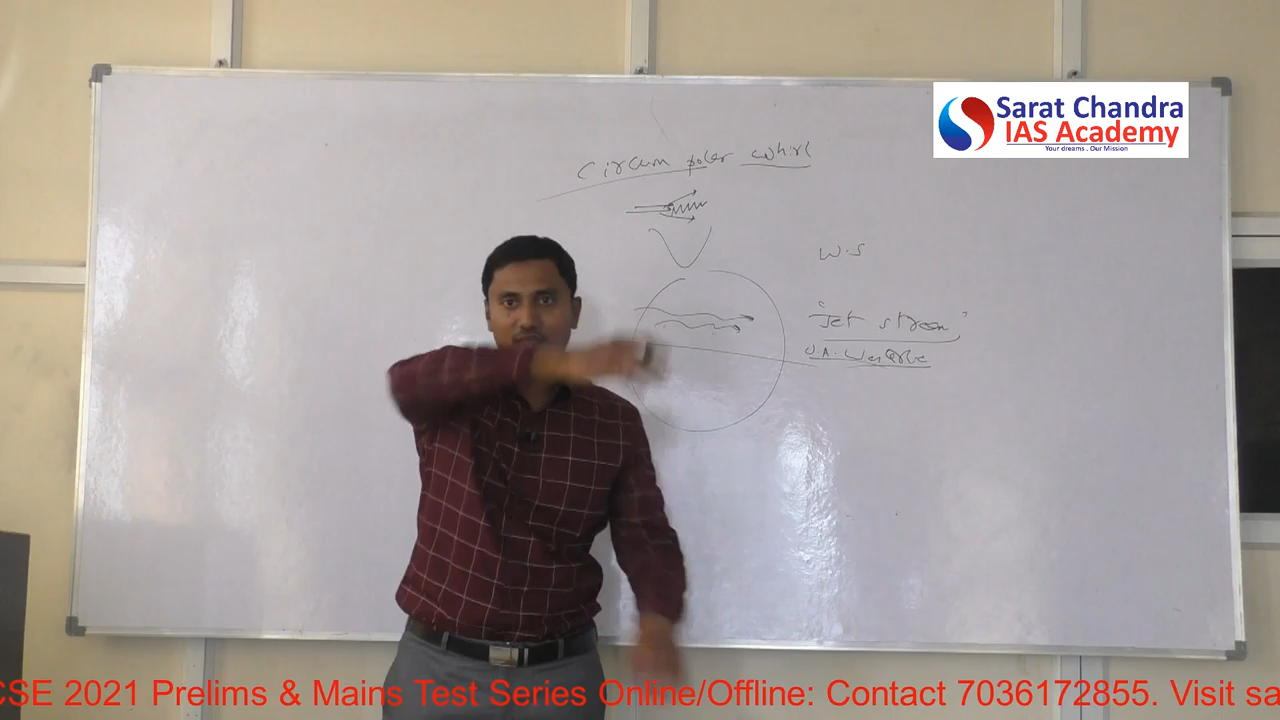 Sarat Chandra
IAS Academy
Your dreams . Our Mission
Circum polar whirl
W.S
"Jet stream"
U.A. Westerlie
CSE 2021 Prelims & Mains Test Series Online/Offline: Contact 7036172855. Visit sa